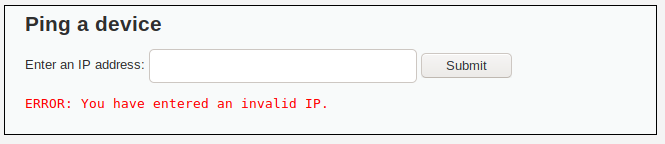 Ping a device
Enter an IP address: Submit
ERROR: You have entered an invalid IP.